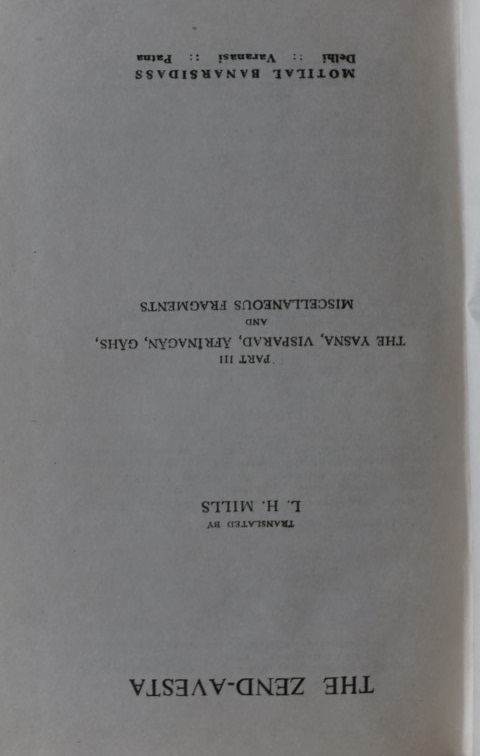 THE ZEND-AVESTA
TRANSLATED BY
L. H. MILLS
PART III
THE YASNA, VISPARAD, ÂFRÎNAGÂN, GÂHS,
AND
MISCELLANEOUS FRAGMENTS
MOTILAL BANARSIDASS
Delhi :: Varanasi :: Patna